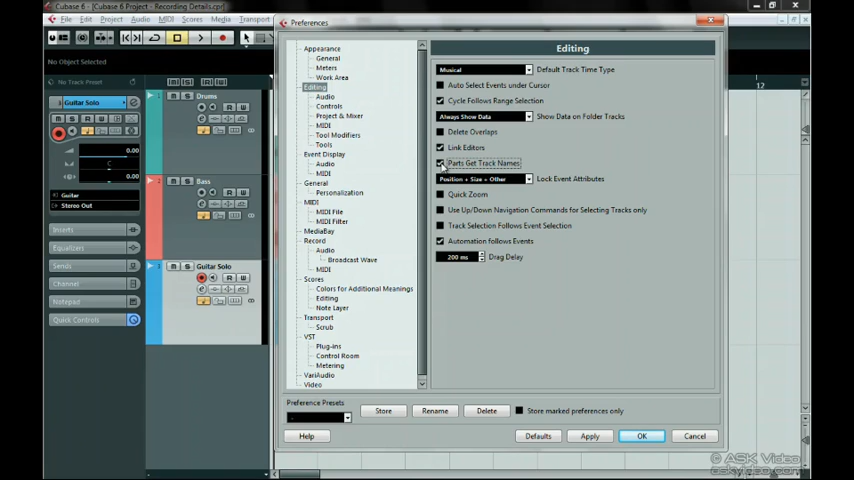 Cubase 6 - [Cubase 6 Project - Recording Details.cpr]
File Edit Project Audio MIDI Scores Media Transport
Preferences
No Object Selected
No Track Preset
Guitar Solo
0.00
0.00
Guitar
Stereo Out
Inserts
Equalizers
Sends
Channel
Notepad
Quick Controls
Drums
Bass
Guitar Solo
Appearance
General
Meters
Work Area
Editing
Audio
Controls
Project & Mixer
MIDI
Tool Modifiers
Tools
Event Display
Audio
MIDI
General
Personalization
MIDI
MIDI File
MIDI Filter
MediaBay
Record
Audio
Broadcast Wave
MIDI
Scores
Colors for Additional Meanings
Editing
Note Layer
Transport
Scrub
VST
Plug-ins
Control Room
Metering
VariAudio
Video
Editing
Musical Default Track Time Type
Auto Select Events under Cursor
Cycle Follows Range Selection
Always Show Data Show Data on Folder Tracks
Delete Overlaps
Link Editors
Parts Get Track Names
Position + Size + Other Lock Event Attributes
Quick Zoom
Use Up/Down Navigation Commands for Selecting Tracks only
Track Selection Follows Event Selection
Automation follows Events
200 ms Drag Delay
12
Preference Presets
-
Store Rename Delete Store marked preferences only
Help Defaults Apply OK Cancel
© ASK Video
askvideo.com